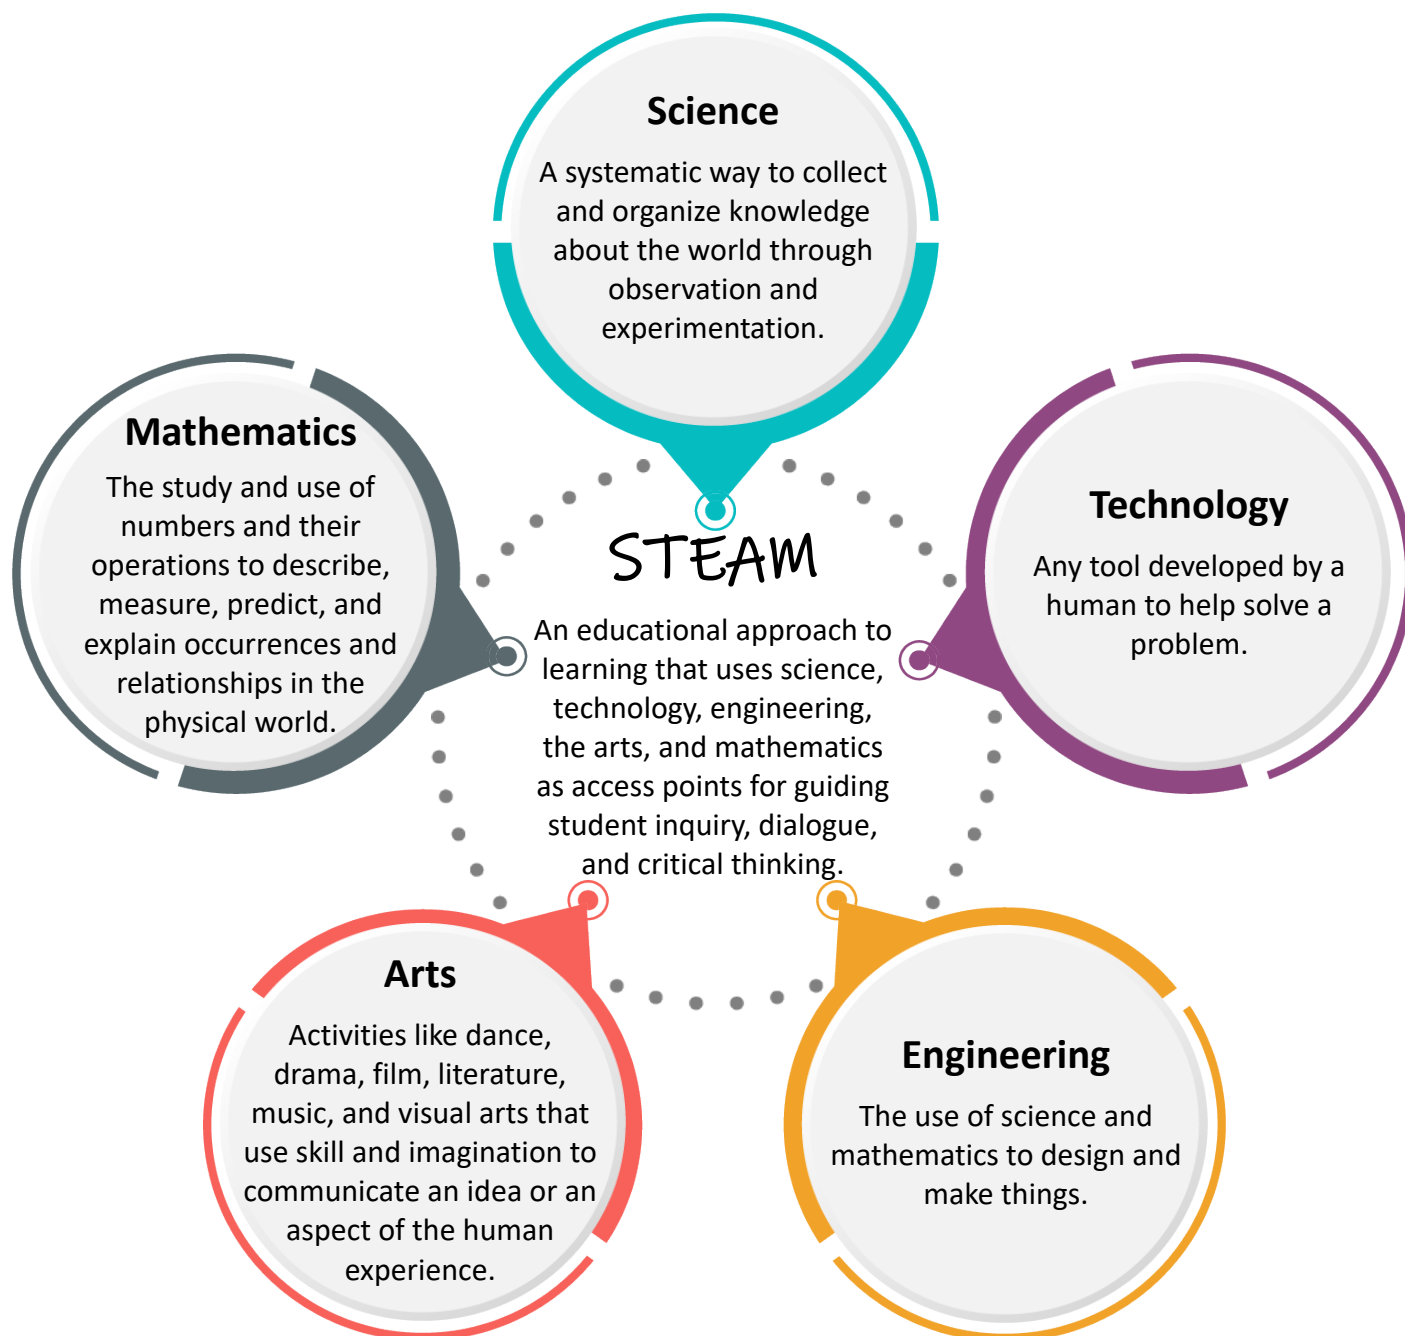 Science
A systematic way to collect
and organize knowledge
about the world through
observation and
experimentation.
Mathematics
The study and use of
numbers and their
operations to describe,
measure, predict, and
explain occurrences and
relationships in the
physical world.
Technology
Any tool developed by a
human to help solve a
problem.
STEAM
An educational approach to
learning that uses science,
technology, engineering,
the arts, and mathematics
as access points for guiding
student inquiry, dialogue,
and critical thinking.
Arts
Activities like dance,
drama, film, literature,
music, and visual arts that
use skill and imagination to
communicate an idea or an
aspect of the human
experience.
Engineering
The use of science and
mathematics to design and
make things.